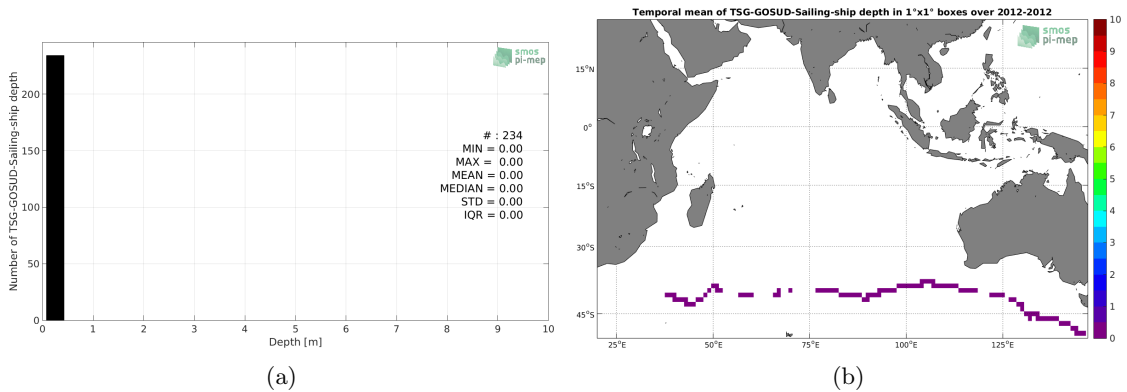 smos
pi-mep
Number of TSG-GOSUD-Sailing-ship depth
200
150
100
50
0
# : 234
MIN = 0.00
MAX = 0.00
MEAN = 0.00
MEDIAN = 0.00
STD = 0.00
IQR = 0.00
0 1 2 3 4 5 6 7 8 9 10
Depth [m]
(a)
Temporal mean of TSG-GOSUD-Sailing-ship depth in 1°x1° boxes over 2012-2012
smos
pi-mep
15°N
0°
15°S
30°S
45°S
25°E 50°E 75°E 100°E 125°E
10
9
8
7
6
5
4
3
2
1
0
(b)